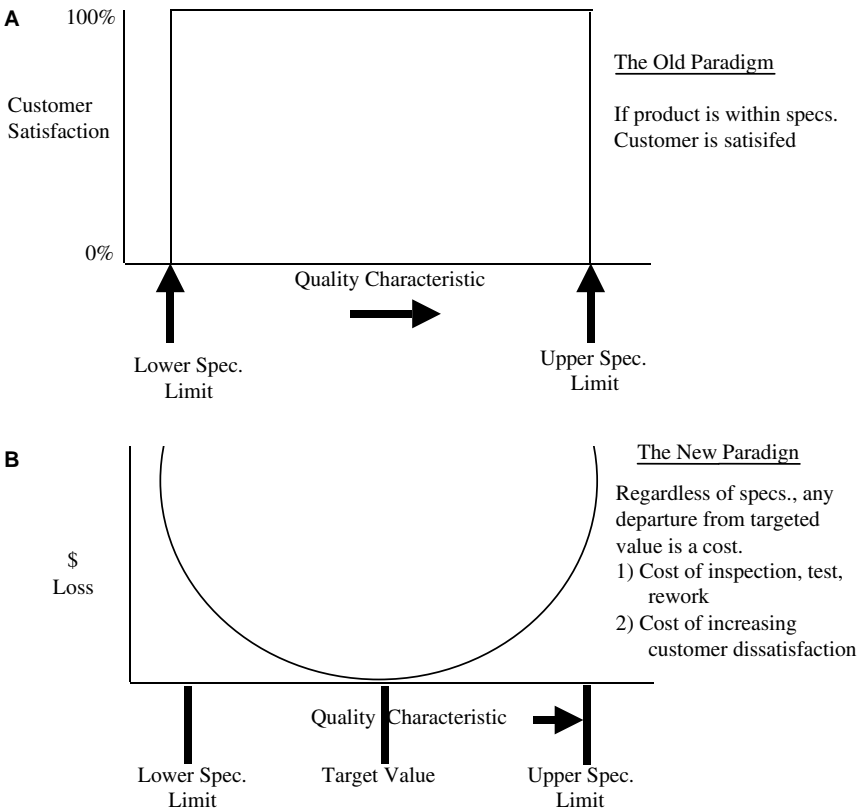 A
100%
Customer
Satisfaction
0%
Quality Characteristic
Lower Spec.
Limit
Upper Spec.
Limit
The Old Paradigm
If product is within specs.
Customer is satisifed
B
$
Loss
Quality Characteristic
Lower Spec.
Limit
Target Value
Upper Spec.
Limit
The New Paradign
Regardless of specs., any
departure from targeted
value is a cost.
1) Cost of inspection, test,
rework
2) Cost of increasing
customer dissatisfaction